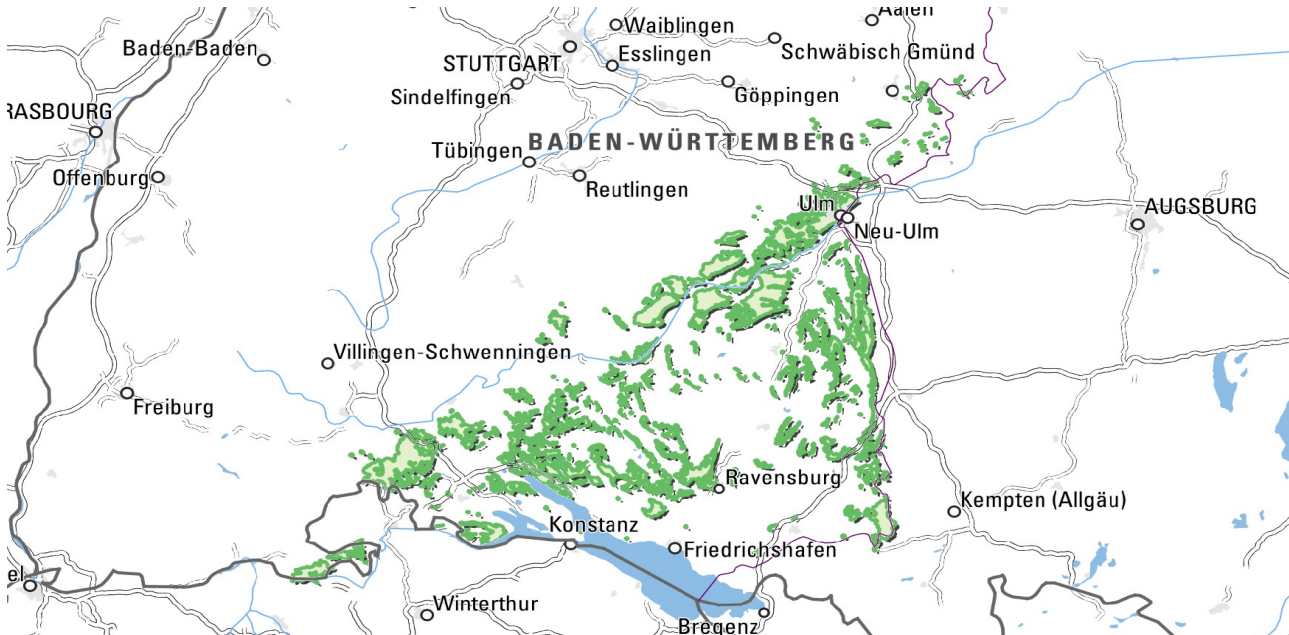 Aalen
Waiblingen
Baden-Baden
STUTTGART
Esslingen
Schwäbisch Gmünd
Sindelfingen
Göppingen
RASBOURG
BADEN-WÜRTTEMBERG
Tübingen
Offenburg
Reutlingen
Ulm
AUGSBURG
Neu-Ulm
Villingen-Schwenningen
Freiburg
Ravensburg
Kempten (Allgäu)
Konstanz
Friedrichshafen
el
Winterthur
Bregenz